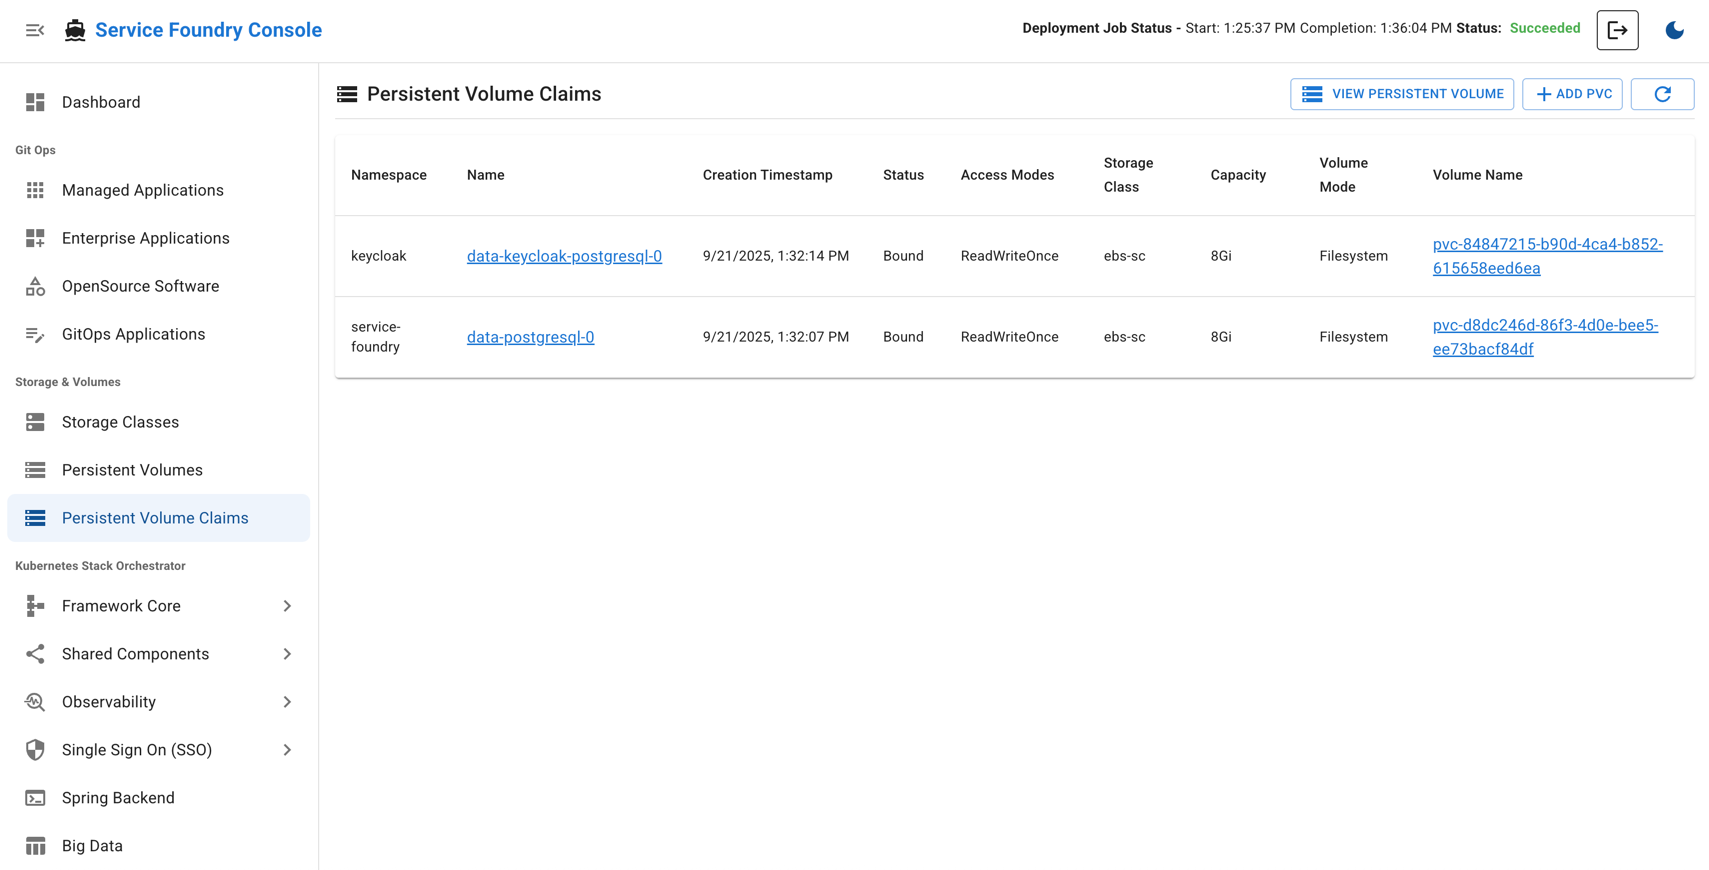 Service Foundry Console
Deployment Job Status - Start: 1:25:37 PM Completion: 1:36:04 PM Status: Succeeded
Dashboard
Git Ops
Managed Applications
Enterprise Applications
OpenSource Software
GitOps Applications
Storage & Volumes
Storage Classes
Persistent Volumes
Persistent Volume Claims
Kubernetes Stack Orchestrator
Framework Core
Shared Components
Observability
Single Sign On (SSO)
Spring Backend
Big Data
Persistent Volume Claims
VIEW PERSISTENT VOLUME
ADD PVC
Namespace Name Creation Timestamp Status Access Modes Storage Class Capacity Volume Mode Volume Name
keycloak data-keycloak-postgresql-0 9/21/2025, 1:32:14 PM Bound ReadWriteOnce ebs-sc 8Gi Filesystem pvc-84847215-b90d-4ca4-b852-
615658eed6ea
service-
foundry data-postgresql-0 9/21/2025, 1:32:07 PM Bound ReadWriteOnce ebs-sc 8Gi Filesystem pvc-d8dc246d-86f3-4d0e-bee5-
ee73bacf84df